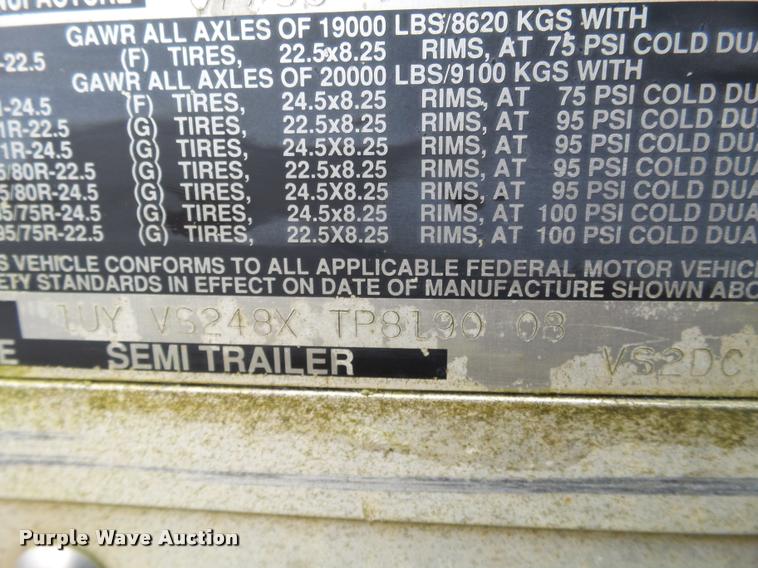 NUFACTURE
GAWR ALL AXLES OF 19000 LBS/8620 KGS WITH
-22.5 (F) TIRES, 22.5x8.25 RIMS, AT 75 PSI COLD DUA
GAWR ALL AXLES OF 20000 LBS/9100 KGS WITH
-24.5 (F) TIRES, 24.5x8.25 RIMS, AT 75 PSI COLD DU
1R-22.5 (G) TIRES, 22.5x8.25 RIMS, AT 95 PSI COLD DU
1R-24.5 (G) TIRES, 24.5x8.25 RIMS, AT 95 PSI COLD DU
5/80R-22.5 (G) TIRES, 22.5x8.25 RIMS, AT 95 PSI COLD DU
5/80R-24.5 (G) TIRES, 24.5X8.25 RIMS, AT 95 PSI COLD DU
5/75R-24.5 (G) TIRES, 24.5x8.25 RIMS, AT 100 PSI COLD DUA
95/75R-22.5 (G) TIRES, 22.5X8.25 RIMS, AT 100 PSI COLD DUA
S VEHICLE CONFORMS TO ALL APPLICABLE FEDERAL MOTOR VEHIC
ETY STANDARDS IN EFFECT ON DATE OF MANUFACTURE SHOWN ABO
1UY VS248X TP8190 08
E SEMI TRAILER VS2DC
Purple Wave Auction